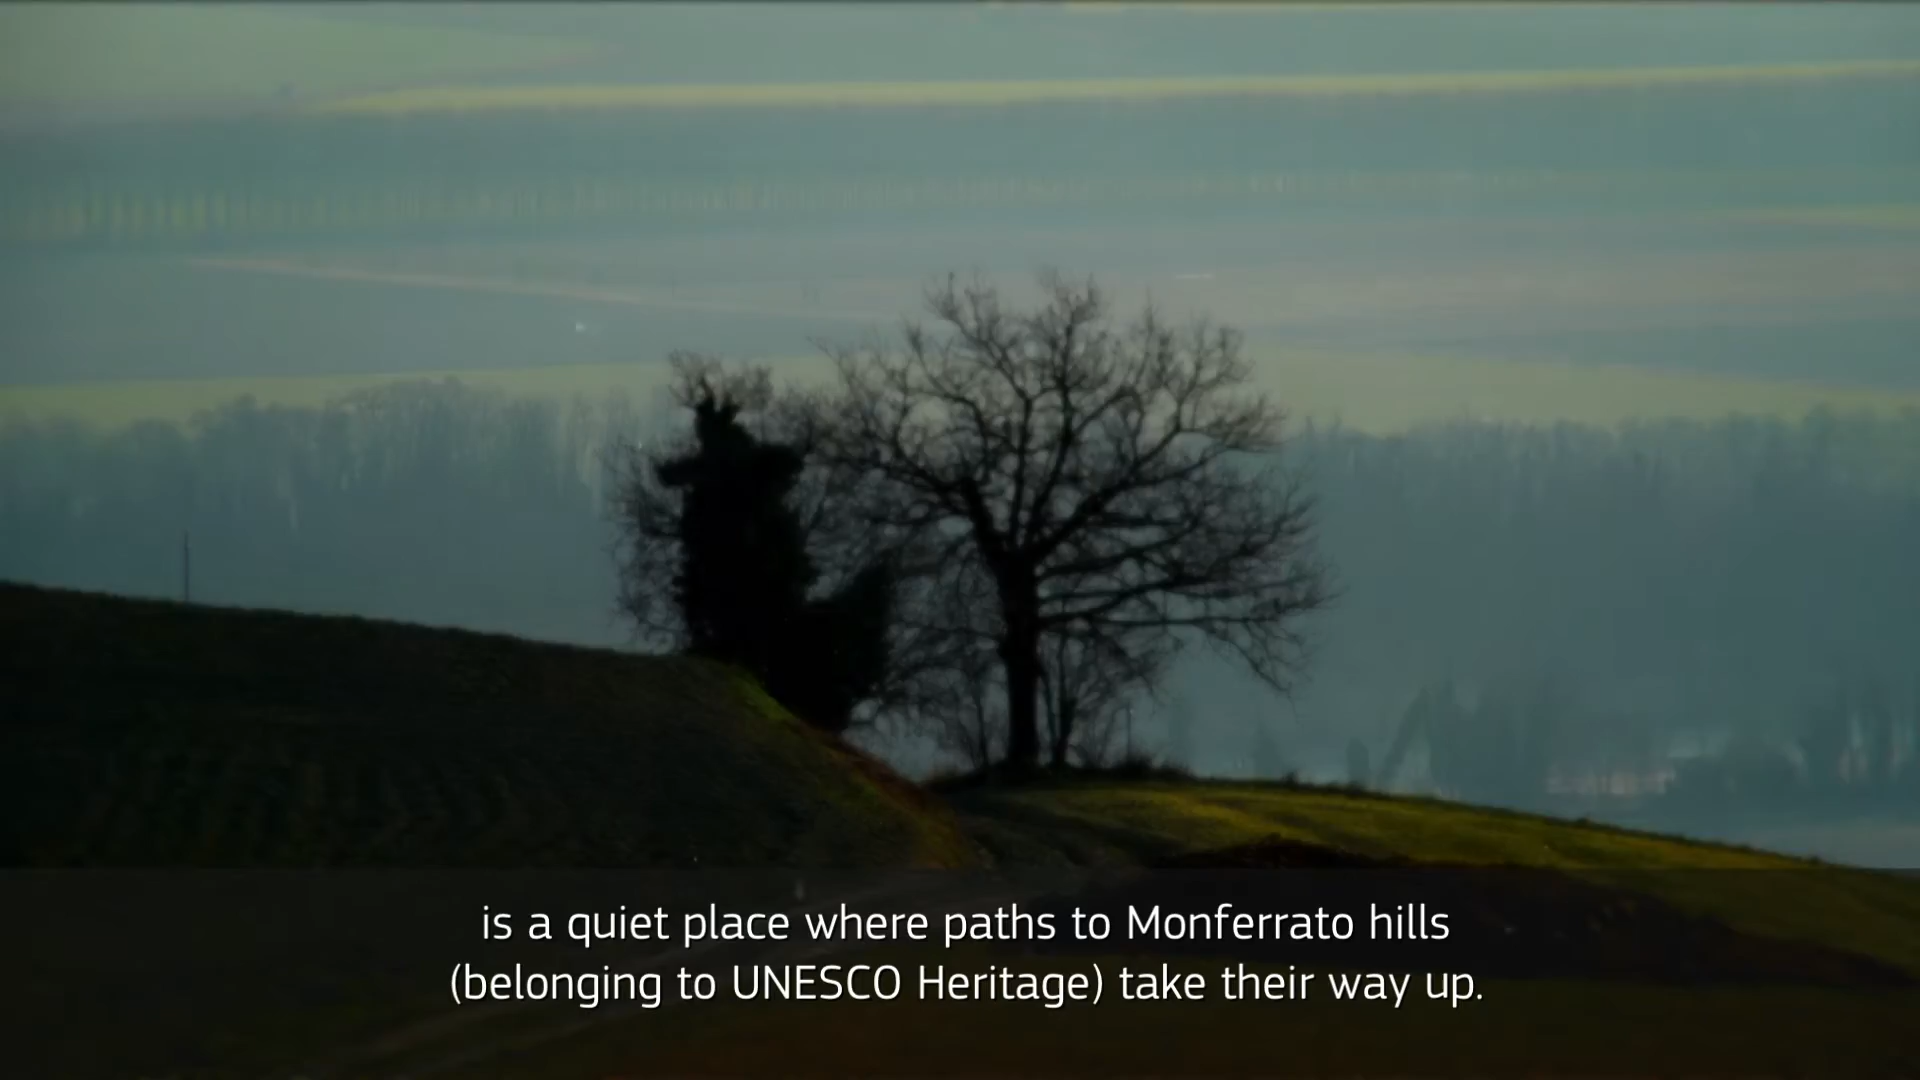 is a quiet place where paths to Monferrato hills
(belonging to UNESCO Heritage) take their way up.